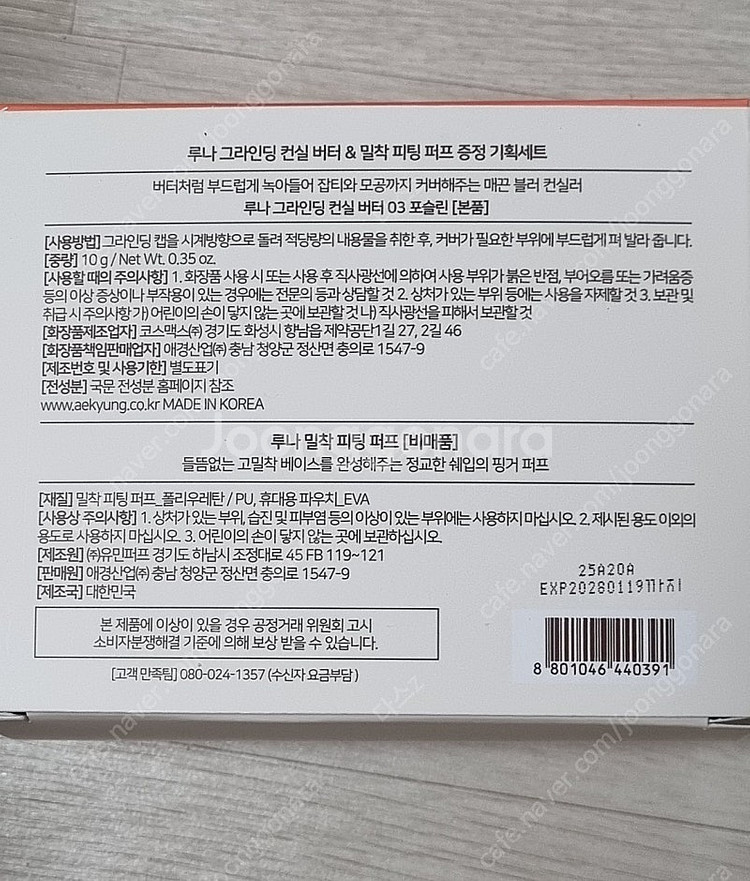 루나 그라인딩 컨실 버터 & 밀착 피팅 퍼프 증정 기획세트
버터처럼 부드럽게 녹아들어 잡티와 모공까지 커버해주는 매끈 블러 컨실러
루나 그라인딩 컨실 버터 03 포슬린 [본품]
[사용방법] 그라인딩 캡을 시계방향으로 돌려 적당량의 내용물을 취한 후, 커버가 필요한 부위에 부드럽게 펴 발라 줍니다.
[중량] 10 g / Net Wt. 0.35 oz.
[사용할 때의 주의사항] 1. 화장품 사용 시 또는 사용 후 직사광선에 의하여 사용 부위가 붉은 반점, 부어오름 또는 가려움증
등의 이상 증상이나 부작용이 있는 경우에는 전문의 등과 상담할 것 2. 상처가 있는 부위 등에는 사용을 자제할 것 3. 보관 및
취급 시 주의사항 가) 어린이의 손이 닿지 않는 곳에 보관할 것 나) 직사광선을 피해서 보관할 것
[화장품제조업자] 코스맥스㈜ 경기도 화성시 향남읍 제약공단1길 27, 2길 46
[화장품책임판매업자] 애경산업㈜ 충남 청양군 정산면 충의로 1547-9
[제조번호 및 사용기한] 별도표기
[전성분] 국문 전성분 홈페이지 참조
www.aekyung.co.kr MADE IN KOREA
루나 밀착 피팅 퍼프 [비매품]
들뜸없는 고밀착 베이스를 완성해주는 정교한 쉐입의 핑거 퍼프
[재질] 밀착 피팅 퍼프_폴리우레탄 / PU, 휴대용 파우치_EVA
[사용상 주의사항] 1. 상처가 있는 부위, 습진 및 피부염 등의 이상이 있는 부위에는 사용하지 마십시오. 2. 제시된 용도 이외의
용도로 사용하지 마십시오. 3. 어린이의 손이 닿지 않는 곳에 보관하십시오.
[제조원] ㈜유민퍼프 경기도 하남시 조정대로 45 FB 119~121
[판매원] 애경산업㈜ 충남 청양군 정산면 충의로 1547-9
[제조국] 대한민국
25A20A
EXP20280119까지
본 제품에 이상이 있을 경우 공정거래 위원회 고시
소비자분쟁해결 기준에 의해 보상 받을 수 있습니다.
8 801046 440391
[고객 만족팀] 080-024-1357 (수신자 요금부담)
Joonggonara
cafe.naver.com/joonggonara